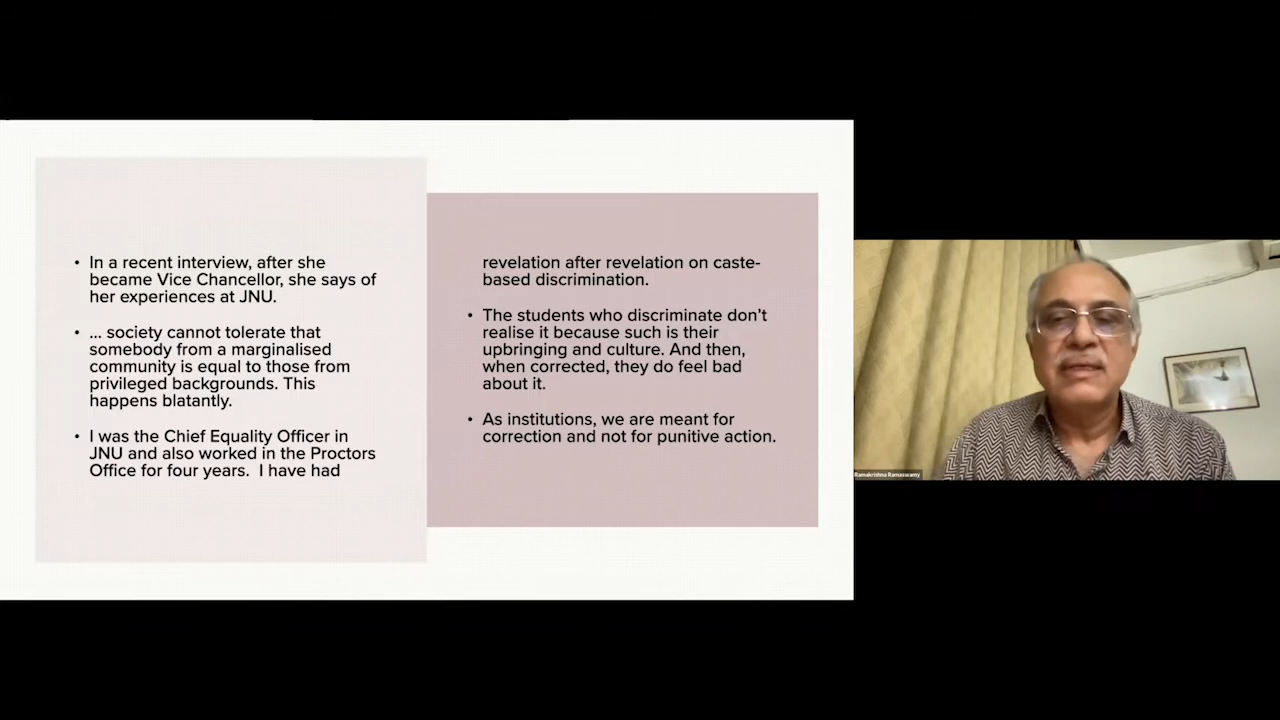 • In a recent interview, after she
became Vice Chancellor, she says of
her experiences at JNU.
• ... society cannot tolerate that
somebody from a marginalised
community is equal to those from
privileged backgrounds. This
happens blatantly.
• I was the Chief Equality Officer in
JNU and also worked in the Proctors
Office for four years.  I have had
revelation after revelation on caste-
based discrimination.
• The students who discriminate don’t
realise it because such is their
upbringing and culture. And then,
when corrected, they do feel bad
about it.
• As institutions, we are meant for
correction and not for punitive action.
Ramakrishna Ramaswamy